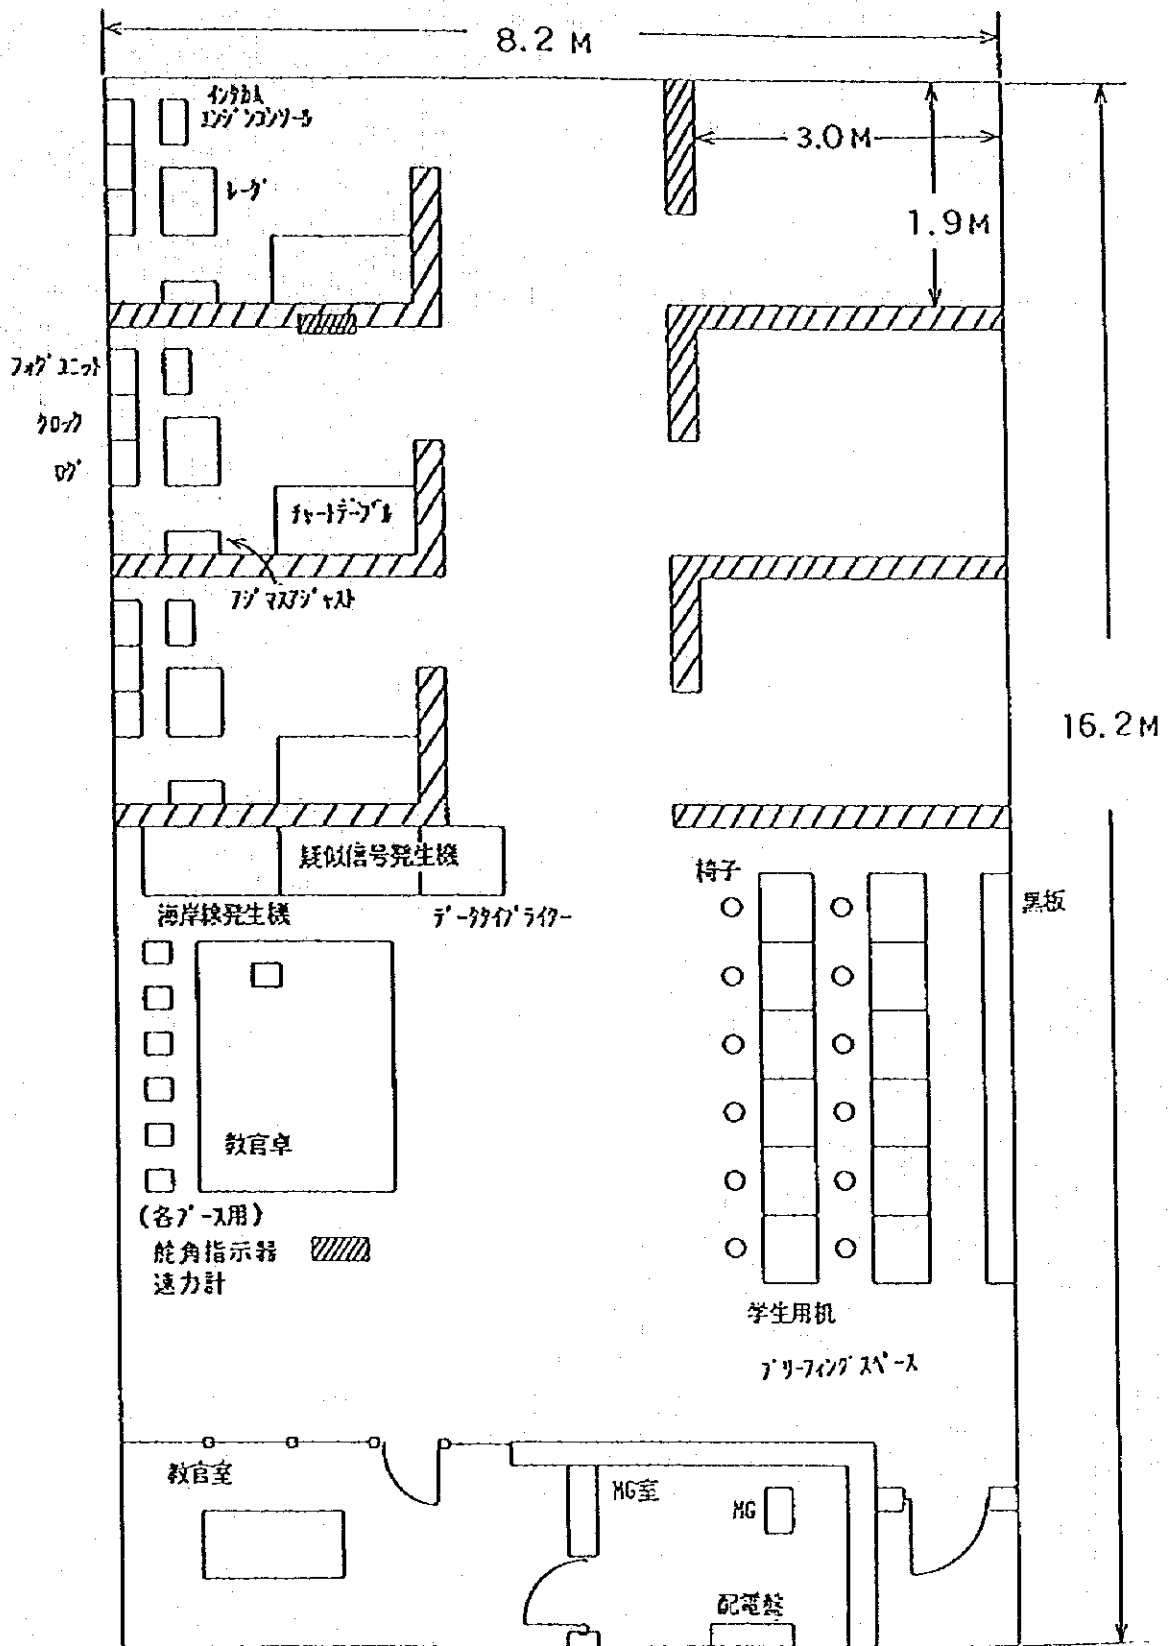 8.2 M
インタカム
エンジンコンソール
レーダ
3.0 M
1.9 M
フォグユニット
クロック
ログ
チャートテーブル
アジマスアジャスト
16.2 M
疑似信号発生機
海岸線発生機
データタイプライター
椅子
黒板
教官卓
(各ブース用)
舵角指示器
速力計
学生用机
ブリーフィングスペース
教官室
MG室
MG
配電盤